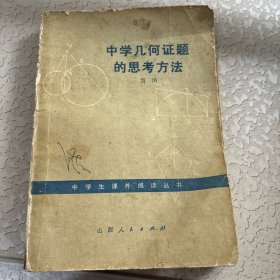 中学几何证题
的思考方法
中学生课外阅读丛书
山西人民出版社